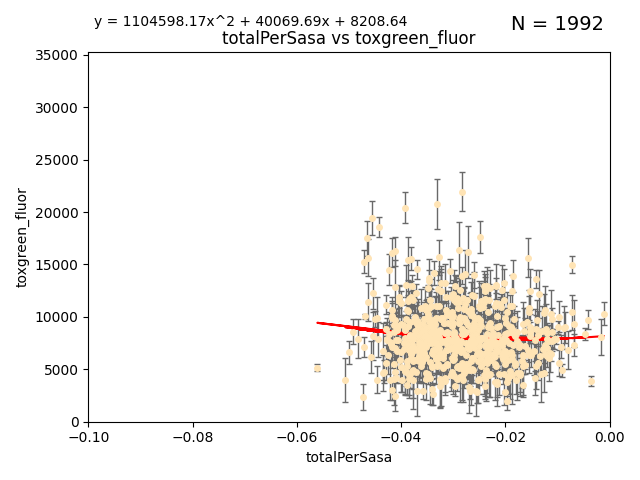 y = 1104598.17x^2 + 40069.69x + 8208.64
N = 1992
totalPerSasa vs toxgreen_fluor
35000
30000
25000
20000
15000
10000
5000
0
toxgreen_fluor
−0.10
−0.08
−0.06
−0.04
−0.02
0.00
totalPerSasa